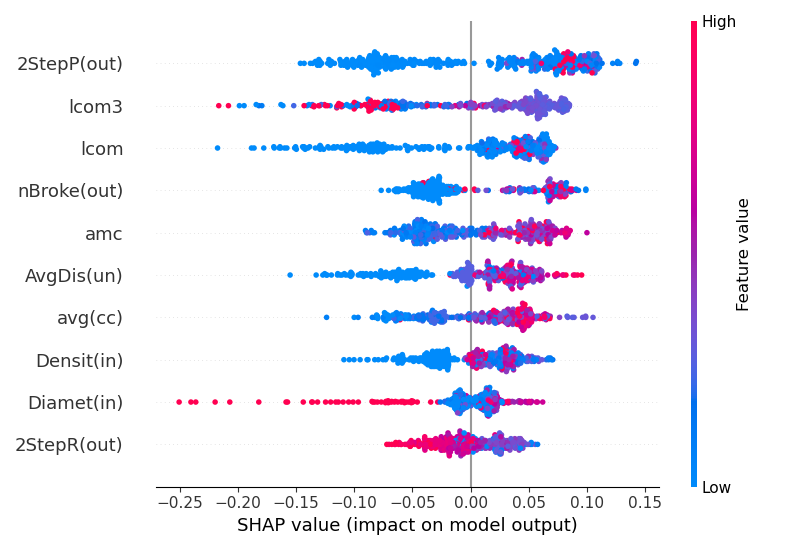 High
2StepP(out)
lcom3
lcom
nBroke(out)
amc
AvgDis(un)
avg(cc)
Densit(in)
Diamet(in)
2StepR(out)
Feature value
Low
−0.25 −0.20 −0.15 −0.10 −0.05 0.00 0.05 0.10 0.15
SHAP value (impact on model output)